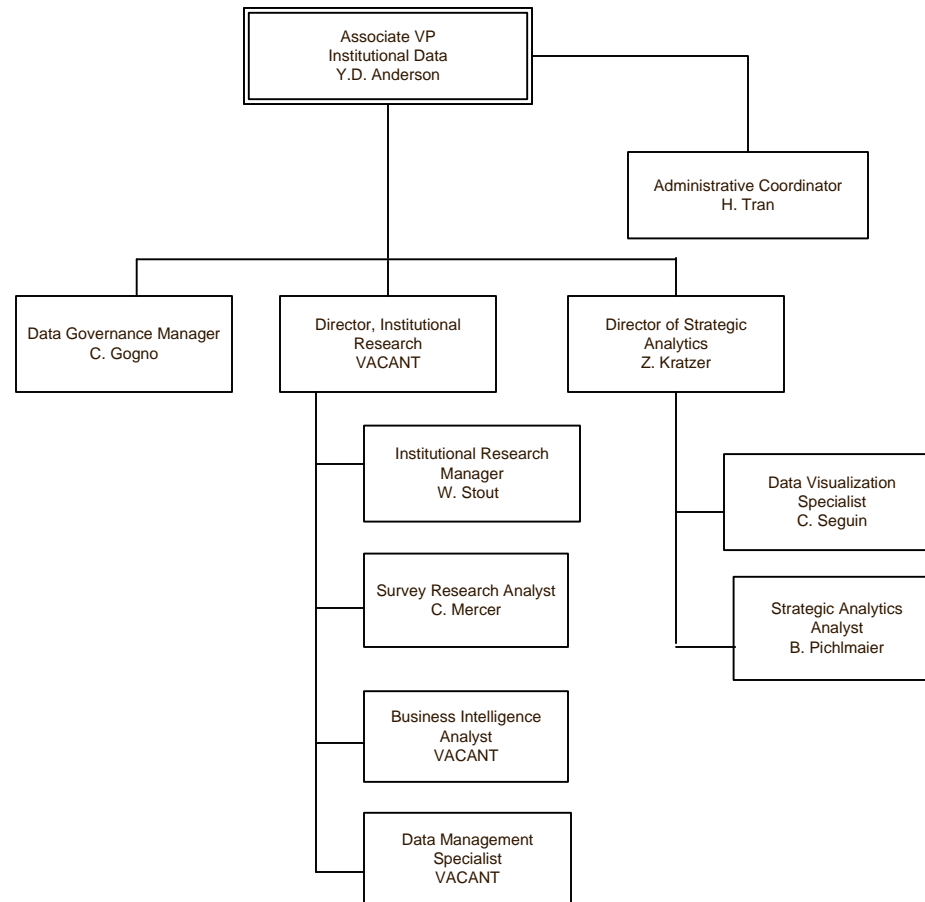 Associate VP
Institutional Data
Y.D. Anderson
Administrative Coordinator
H. Tran
Data Governance Manager
C. Gogno
Director, Institutional
Research
VACANT
Director of Strategic
Analytics
Z. Kratzer
Institutional Research
Manager
W. Stout
Data Visualization
Specialist
C. Seguin
Survey Research Analyst
C. Mercer
Strategic Analytics
Analyst
B. Pichlmaier
Business Intelligence
Analyst
VACANT
Data Management
Specialist
VACANT